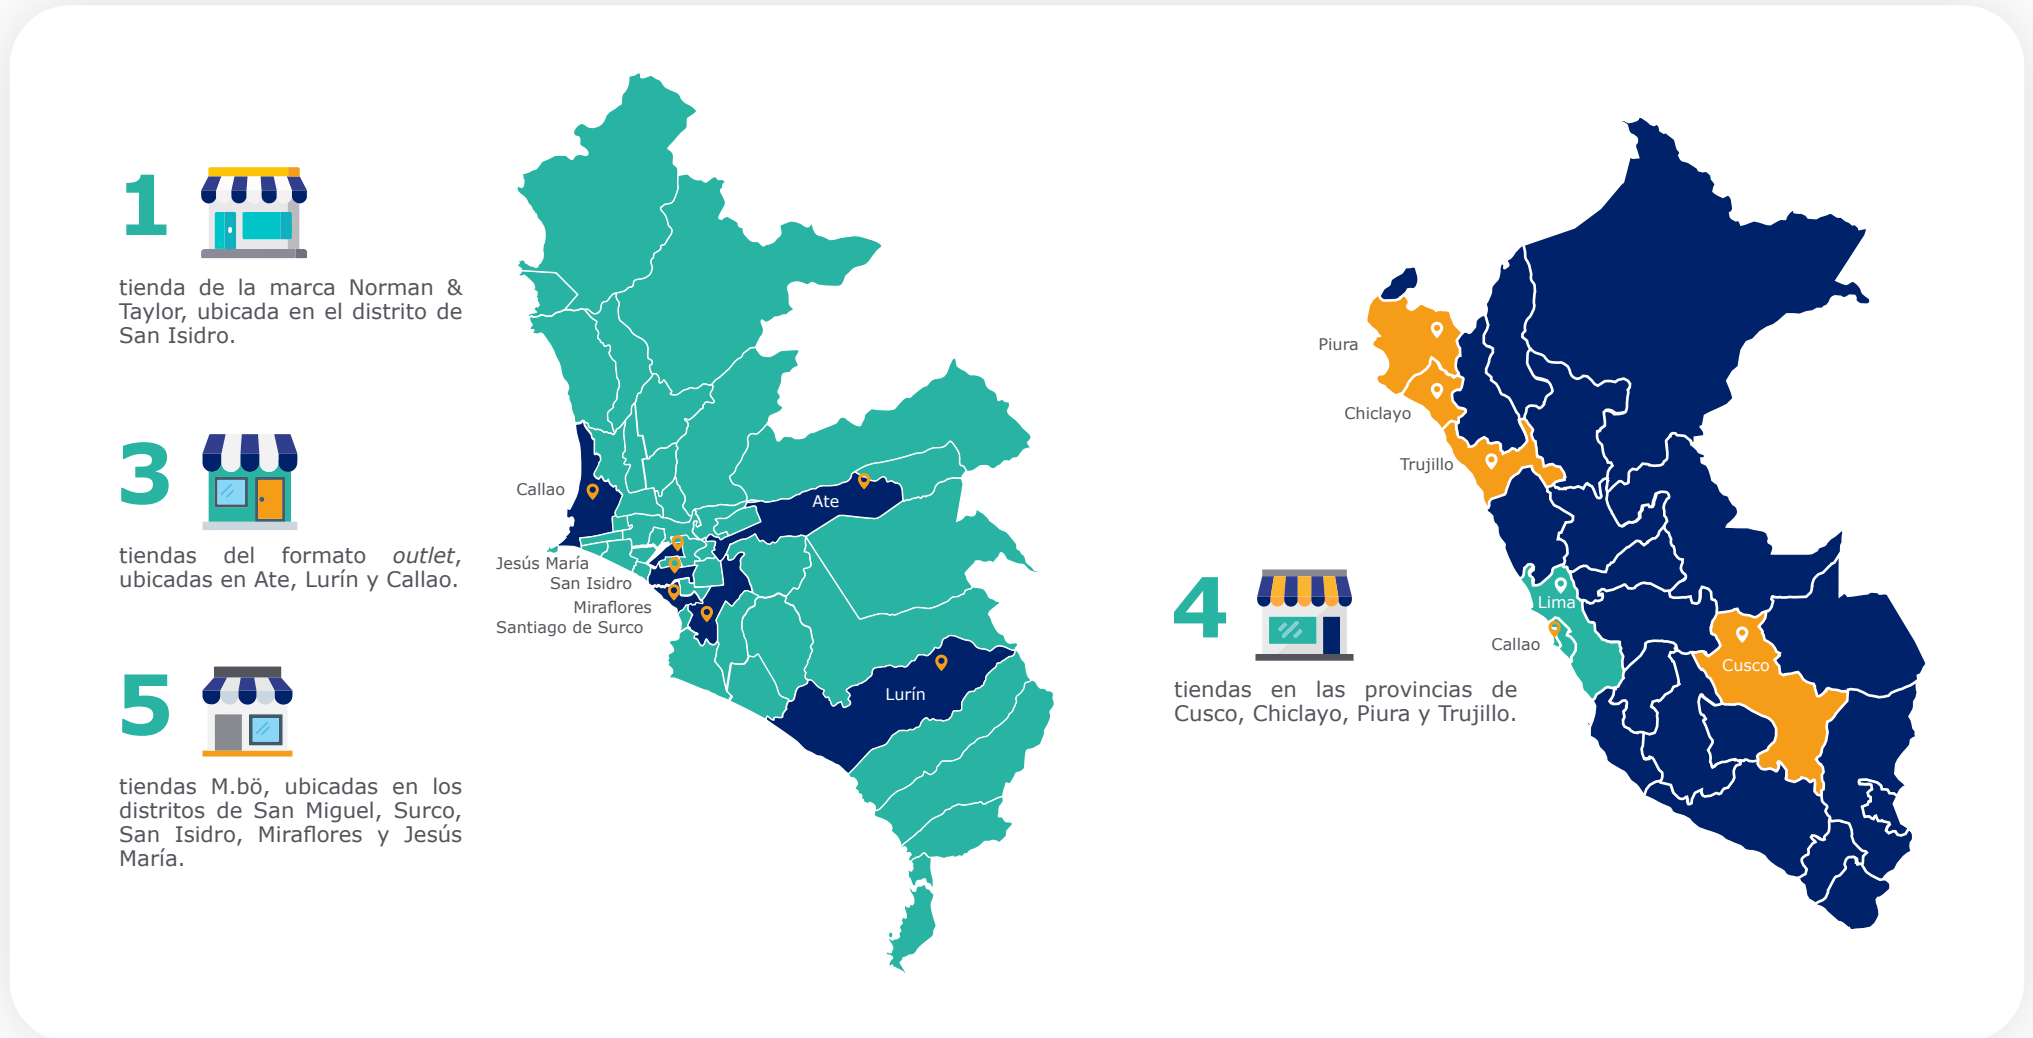 1
tienda de la marca Norman &
Taylor, ubicada en el distrito de
San Isidro.
3
tiendas del formato outlet,
ubicadas en Ate, Lurín y Callao.
5
tiendas M.bö, ubicadas en los
distritos de San Miguel, Surco,
San Isidro, Miraflores y Jesús
María.
Callao
Ate
Jesús María
San Isidro
Miraflores
Santiago de Surco
Lurín
4
tiendas en las provincias de
Cusco, Chiclayo, Piura y Trujillo.
Piura
Chiclayo
Trujillo
Lima
Callao
Cusco